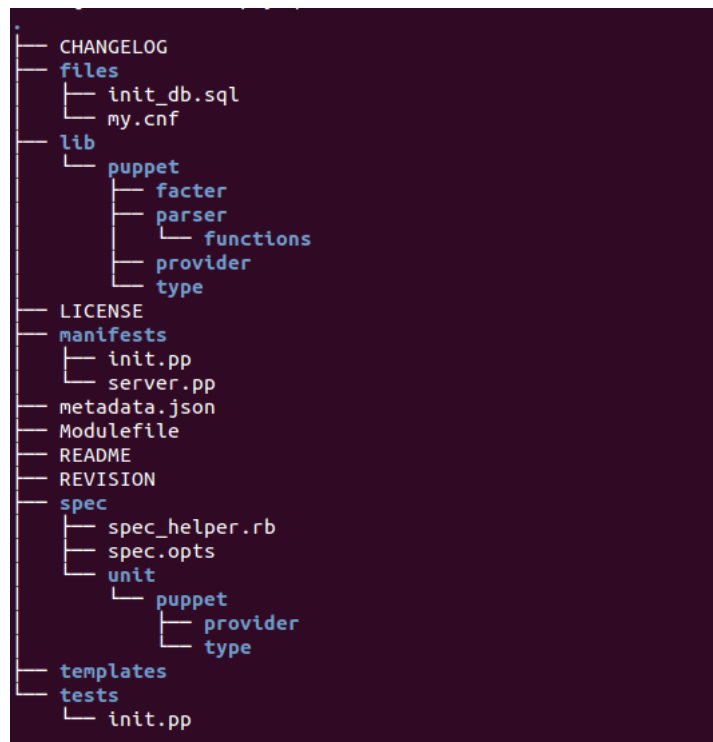 .
├── CHANGELOG
├── files
│   ├── init_db.sql
│   └── my.cnf
├── lib
│   └── puppet
│       ├── facter
│       ├── parser
│       │   └── functions
│       ├── provider
│       └── type
├── LICENSE
├── manifests
│   ├── init.pp
│   └── server.pp
├── metadata.json
├── Modulefile
├── README
├── REVISION
├── spec
│   ├── spec_helper.rb
│   ├── spec.opts
│   └── unit
│       └── puppet
│           ├── provider
│           └── type
├── templates
└── tests
    └── init.pp